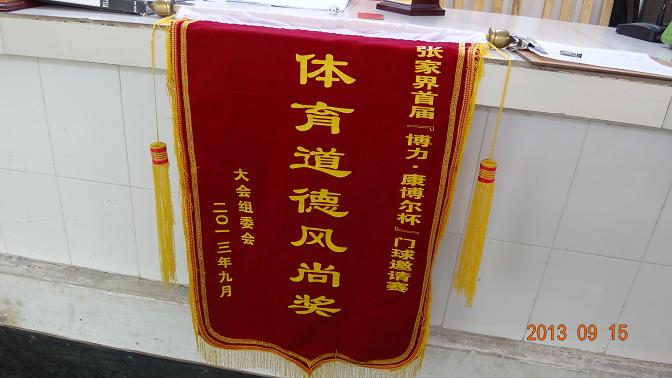 张家界首届『博力·康博尔杯』门球邀请赛
体育道德风尚奖
大会组委会
二〇一三年九月
2013 09 15